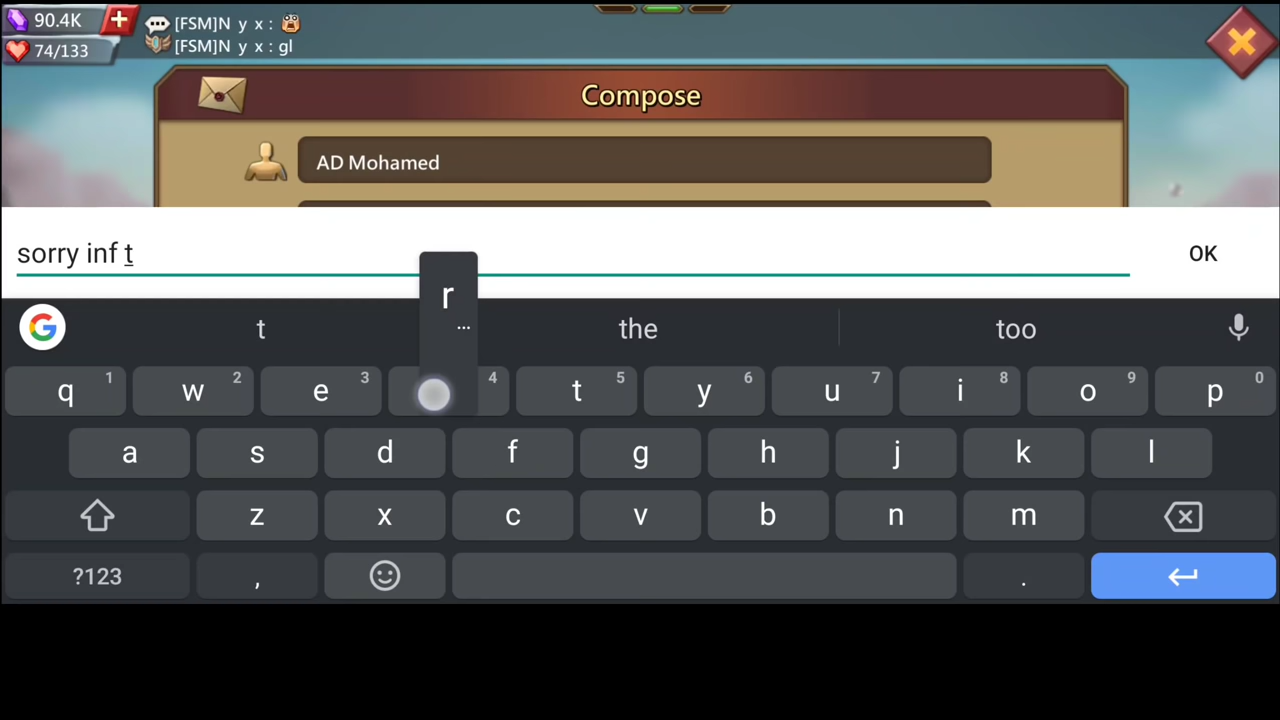 90.4K
[FSM]N y x :
74/133
[FSM]N y x : gl
Compose
AD Mohamed
sorry inf t
OK
r
...
t the too
q 1 w 2 e 3 4 t 5 y 6 u 7 i 8 o 9 p 0
a s d f g h j k l
z x c v b n m
?123 , .